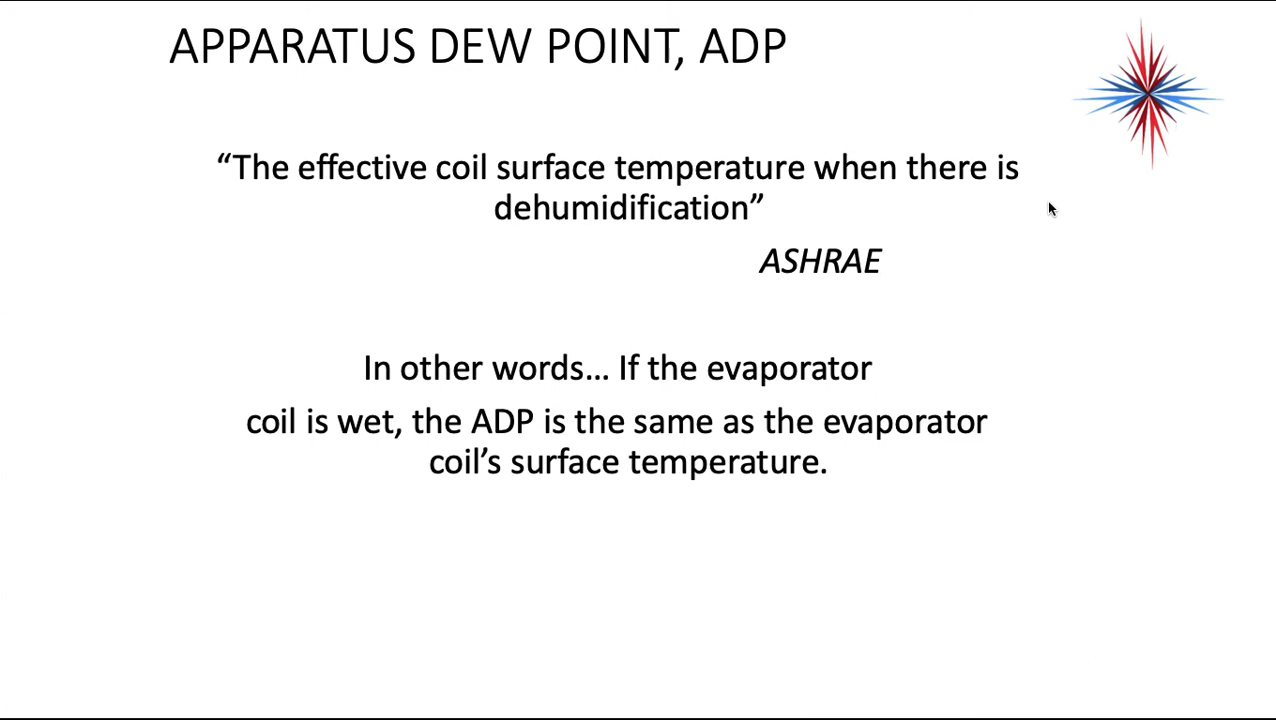 APPARATUS DEW POINT, ADP
“The effective coil surface temperature when there is
dehumidification”
ASHRAE
In other words... If the evaporator
coil is wet, the ADP is the same as the evaporator
coil’s surface temperature.